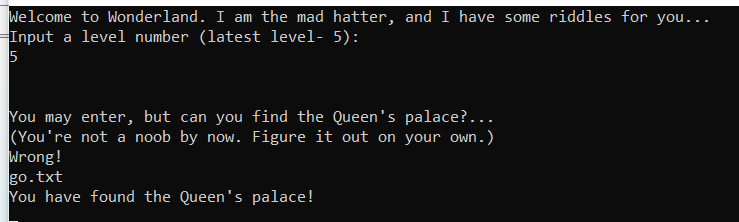 Welcome to Wonderland. I am the mad hatter, and I have some riddles for you...
Input a level number (latest level- 5):
5
You may enter, but can you find the Queen's palace?...
(You're not a noob by now. Figure it out on your own.)
Wrong!
go.txt
You have found the Queen's palace!